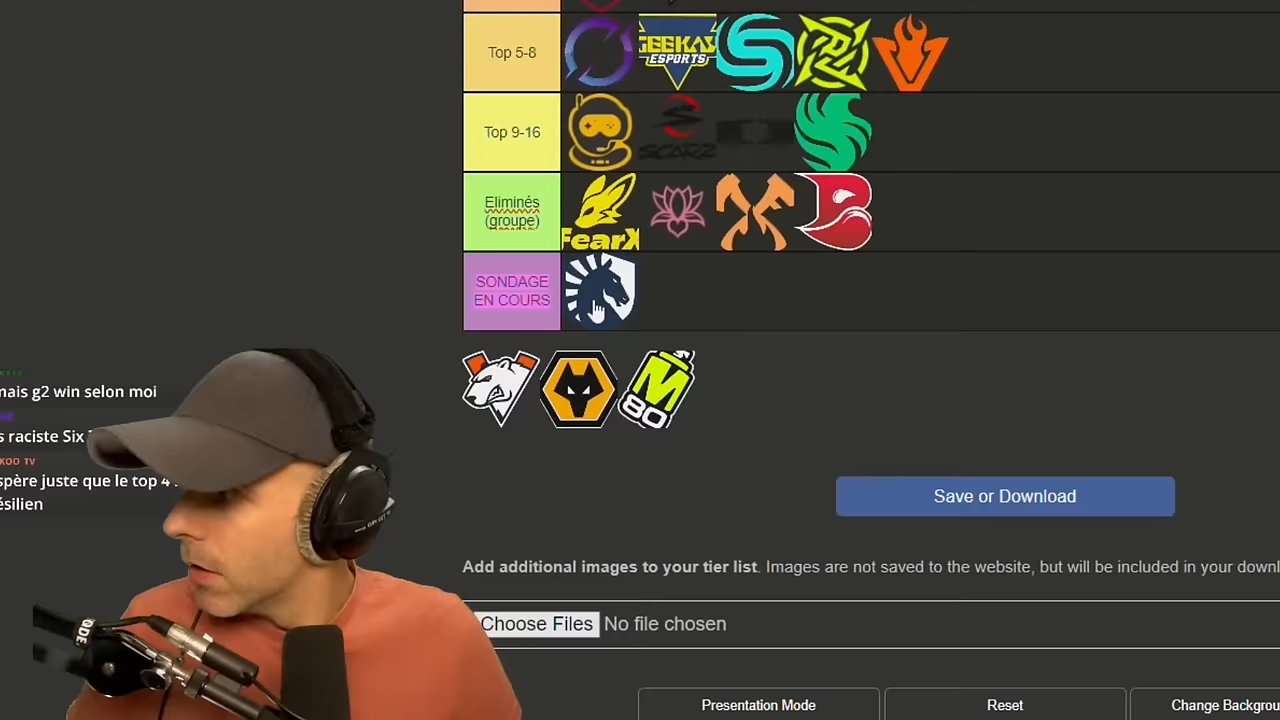 Top 5-8
GEEKAY
ESPORTS
Top 9-16
SCARZ
Eliminés
(groupe)
FearX
SONDAGE
EN COURS
M
80
mais g2 win selon moi
s raciste Six
KOO TV
spère juste que le top 4
ésilien
Save or Download
Add additional images to your tier list. Images are not saved to the website, but will be included in your downl
Choose Files No file chosen
Presentation Mode
Reset
Change Backgrou